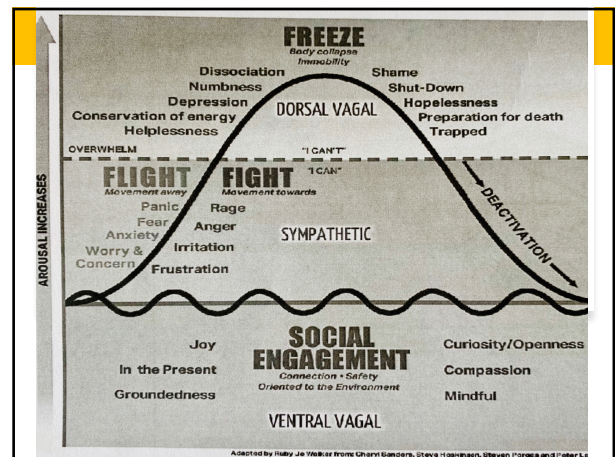 FREEZE
Body collapse
Immobility
Dissociation
Shame
Numbness
Shut-Down
Depression
Hopelessness
Conservation of energy
DORSAL VAGAL
Preparation for death
Helplessness
Trapped
OVERWHELM
"I CAN'T"
"I CAN"
FLIGHT
Movement away
FIGHT
Movement towards
Panic
Rage
Fear
Anger
Anxiety
Irritation
Worry &
Concern
Frustration
SYMPATHETIC
DEACTIVATION
AROUSAL INCREASES
Joy
In the Present
Groundedness
SOCIAL
ENGAGEMENT
Connection • Safety
Oriented to the Environment
Curiosity/Openness
Compassion
Mindful
VENTRAL VAGAL
Adapted by Ruby Jo Walker from: Cheryl Sanders, Steve Hoskinson, Steven Porges and Peter